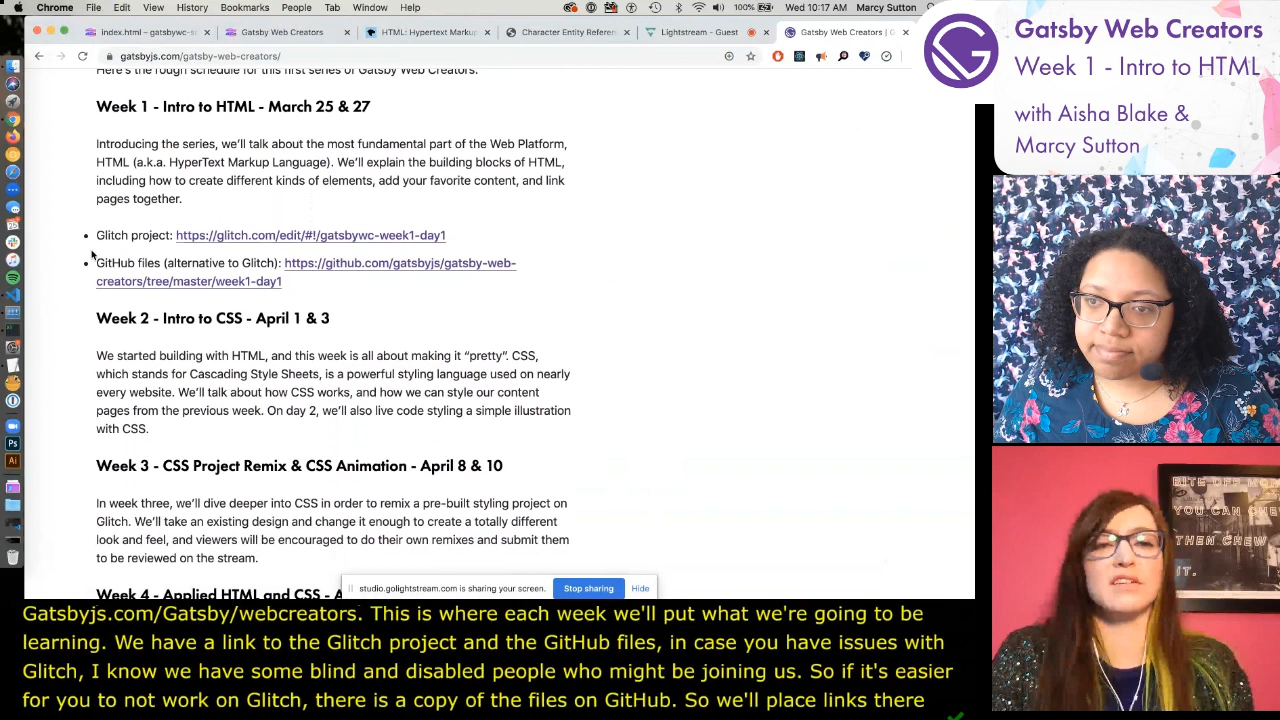 File Edit View History Bookmarks People Tab Window Help
Wed 10:17 AM Marcy Sutton
index.html - gatsbywc-w
Gatsby Web Creators
HTML: Hypertext Markup
Character Entity Referen
Lightstream - Guest
Gatsby Web Creators | G
gatsbyjs.com/gatsby-web-creators/
Here's the rough schedule for this first series of Gatsby Web Creators.
Week 1 - Intro to HTML - March 25 & 27
Introducing the series, we'll talk about the most fundamental part of the Web Platform,
HTML (a.k.a. HyperText Markup Language). We'll explain the building blocks of HTML,
including how to create different kinds of elements, add your favorite content, and link
pages together.
Glitch project: https://glitch.com/edit/#!/gatsbywc-week1-day1
GitHub files (alternative to Glitch): https://github.com/gatsbyjs/gatsby-web-
creators/tree/master/week1-day1
Week 2 - Intro to CSS - April 1 & 3
We started building with HTML, and this week is all about making it “pretty”. CSS,
which stands for Cascading Style Sheets, is a powerful styling language used on nearly
every website. We'll talk about how CSS works, and how we can style our content
pages from the previous week. On day 2, we'll also live code styling a simple illustration
with CSS.
Week 3 - CSS Project Remix & CSS Animation - April 8 & 10
In week three, we'll dive deeper into CSS in order to remix a pre-built styling project on
Glitch. We'll take an existing design and change it enough to create a totally different
look and feel, and viewers will be encouraged to do their own remixes and submit them
to be reviewed on the stream.
Week 4 - Applied HTML and CSS - A
studio.golightstream.com is sharing your screen. Stop sharing Hide
Ps
Ai
Gatsby Web Creators
Week 1 - Intro to HTML
with Aisha Blake &
Marcy Sutton
BITE OFF MOR
YOU CAN CHE
THEN CHEW
IT.
Gatsbyjs.com/Gatsby/webcreators. This is where each week we'll put what we're going to be
learning. We have a link to the Glitch project and the GitHub files, in case you have issues with
Glitch, I know we have some blind and disabled people who might be joining us. So if it's easier
for you to not work on Glitch, there is a copy of the files on GitHub. So we'll place links there